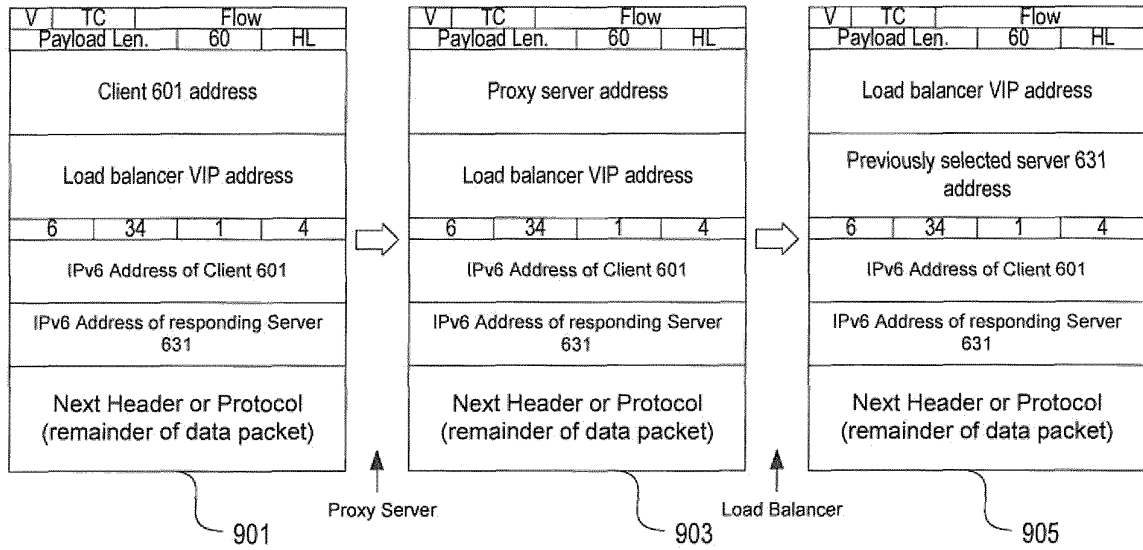 V TC Flow
Payload Len. 60 HL
Client 601 address
Load balancer VIP address
6 34 1 4
IPv6 Address of Client 601
IPv6 Address of responding Server
631
Next Header or Protocol
(remainder of data packet)
901
Proxy Server
V TC Flow
Payload Len. 60 HL
Proxy server address
Load balancer VIP address
6 34 1 4
IPv6 Address of Client 601
IPv6 Address of responding Server
631
Next Header or Protocol
(remainder of data packet)
903
Load Balancer
V TC Flow
Payload Len. 60 HL
Load balancer VIP address
Previously selected server 631
address
6 34 1 4
IPv6 Address of Client 601
IPv6 Address of responding Server
631
Next Header or Protocol
(remainder of data packet)
905